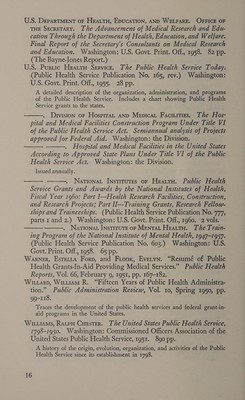 U.S. Department of Health, Education, and Welfare. Office of
the Secretary. The Advancement of Medical Research and Edu-
cation Through the Department of Health, Education, and Welfare.
Final Report of the Secretary's Consultants on Medical Research
and Education. Washington: U.S. Govt. Print. Off., 1958. 82 pp.
(The Bayne-Jones Report.)
U.S. Public Health Service. The Public Health Service Today.
(Public Health Service Publication No. 165, rev.) Washington:
U.S. Govt. Print. Off., 1955. 28 pp.
A detailed description of the organization, administration, and programs
of the Public Health Service. Includes a chart showing Public Health
Service grants to the states.
———. Division of Hospital and Medical Facilities. The Hos-
pital and Medical Facilities Construction Program Under Title VI
of the Public Health Service Act. Semiannual analysis of Projects
approved for Federal Aid. Washington: the Division.
———. ———. Hospital and Medical Facilities in the United States
According to Approved State Plans Under Title VI of the Public
Health Service Act. Washington: the Division.
Issued annually.
———. National Institutes of Health. Public Health
Service Grants and Awards by the National Institutes of Health,
Fiscal Year 1960: Part I—Health Research Facilities, Construction,
and Research Projects; Part II—Training Grants, Research Fellow-
ships and Traineeships. (Public Health Service Publication No. 777,
parts 1 and 2.) Washington: U.S. Govt. Print. Off., 1960. 2 vols.
———. National Institute of Mental Health. The Train-
ing Program of the National Institute of Mental Health, 1947-1957.
(Public Health Service Publication No. 603.) Washington: U.S.
Govt. Print. Off., 1958. 65 pp.
Warner, Estella Ford, and Flook, Evelyn. "Resumé of Public
Health Grants-In-Aid Providing Medical Services." Public Health
Reports, Vol. 66, February 9, 1951, pp. 167-182.
Willard, William R. "Fifteen Years of Public Health Administra-
tion." Public Administration Review, Vol. 10, Spring 1950, pp.
99-118.
Traces the development of the public health services and federal grant-in-
aid programs in the United States.
Williams, Ralph Chester. The United States Public Health Service,
1798-1950. Washington: Commissioned Officers Association of the
United States Public Health Service, 1951. 890 pp.
A history of the origin, evolution, organization, and activities of the Public
Health Service since its establishment in 1798.
16